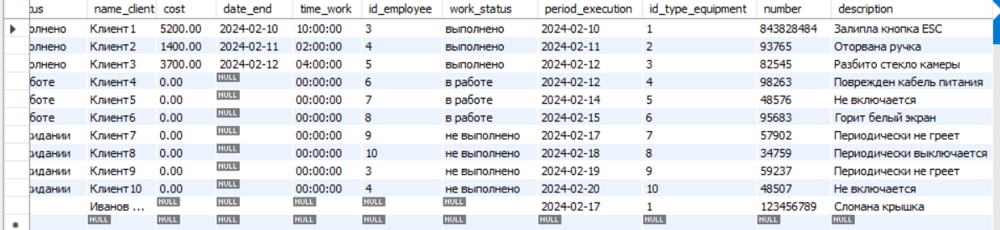 tus name_client cost date_end time_work id_employee work_status period_execution id_type_equipment number description
олнено Клиент1 5200.00 2024-02-10 10:00:00 3 выполнено 2024-02-10 1 843828484 Залипла кнопка ESC
олнено Клиент2 1400.00 2024-02-11 02:00:00 4 выполнено 2024-02-11 2 93765 Оторвана ручка
олнено Клиент3 3700.00 2024-02-12 04:00:00 5 выполнено 2024-02-12 3 82545 Разбито стекло камеры
боте Клиент4 0.00 NULL 00:00:00 6 в работе 2024-02-12 4 98263 Поврежден кабель питания
боте Клиент5 0.00 NULL 00:00:00 7 в работе 2024-02-14 5 48576 Не включается
боте Клиент6 0.00 NULL 00:00:00 8 в работе 2024-02-15 6 95683 Горит белый экран
идании Клиент7 0.00 NULL 00:00:00 9 не выполнено 2024-02-17 7 57902 Периодически не греет
идании Клиент8 0.00 NULL 00:00:00 10 не выполнено 2024-02-18 8 34759 Периодически выключается
идании Клиент9 0.00 NULL 00:00:00 3 не выполнено 2024-02-19 9 59237 Периодически не греет
идании Клиент10 0.00 NULL 00:00:00 4 не выполнено 2024-02-20 10 48507 Не включается
Иванов ... NULL NULL NULL NULL NULL 2024-02-17 1 123456789 Сломана крышка
NULL NULL NULL NULL NULL NULL NULL NULL NULL NULL